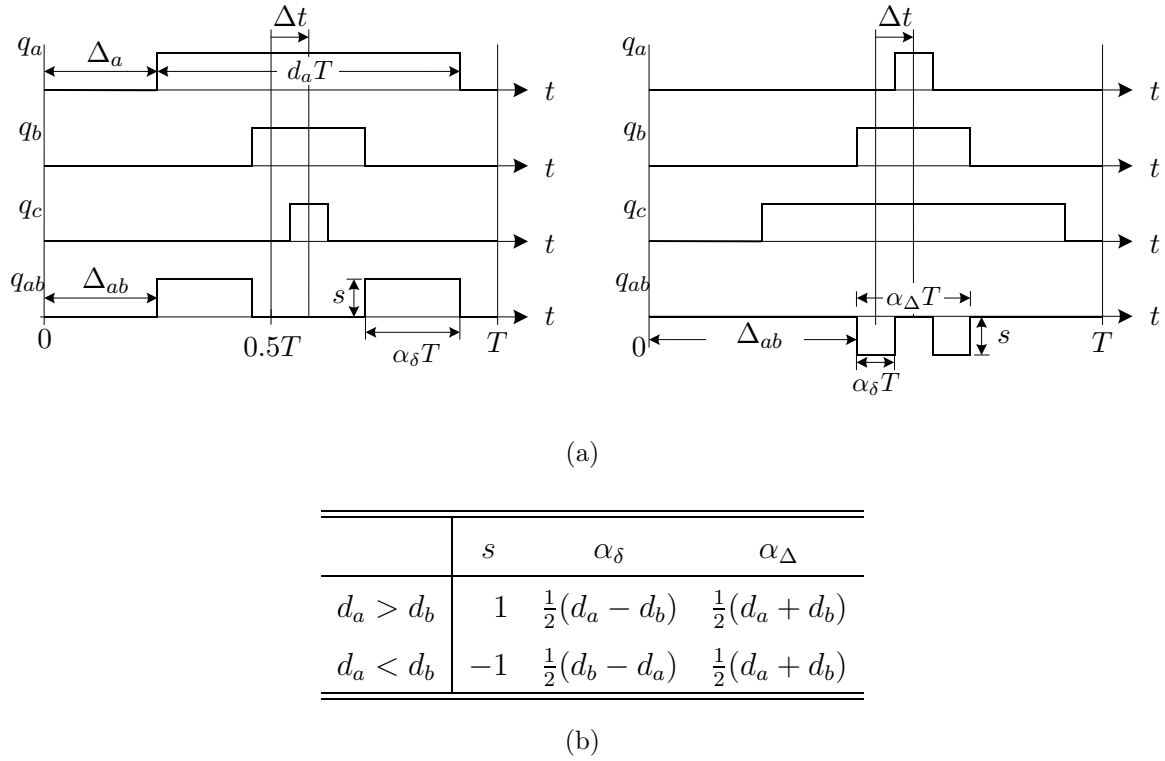 Δt
q_a
Δ_a
d_aT
t
q_b
t
q_c
t
q_ab
Δ_ab
s
t
0
0.5T
α_δT
T
Δt
q_a
t
q_b
t
q_c
t
q_ab
α_ΔT
t
0
Δ_ab
s
T
α_δT
(a)
s α_δ α_Δ
d_a > d_b 1 ½(d_a − d_b) ½(d_a + d_b)
d_a < d_b −1 ½(d_b − d_a) ½(d_a + d_b)
(b)